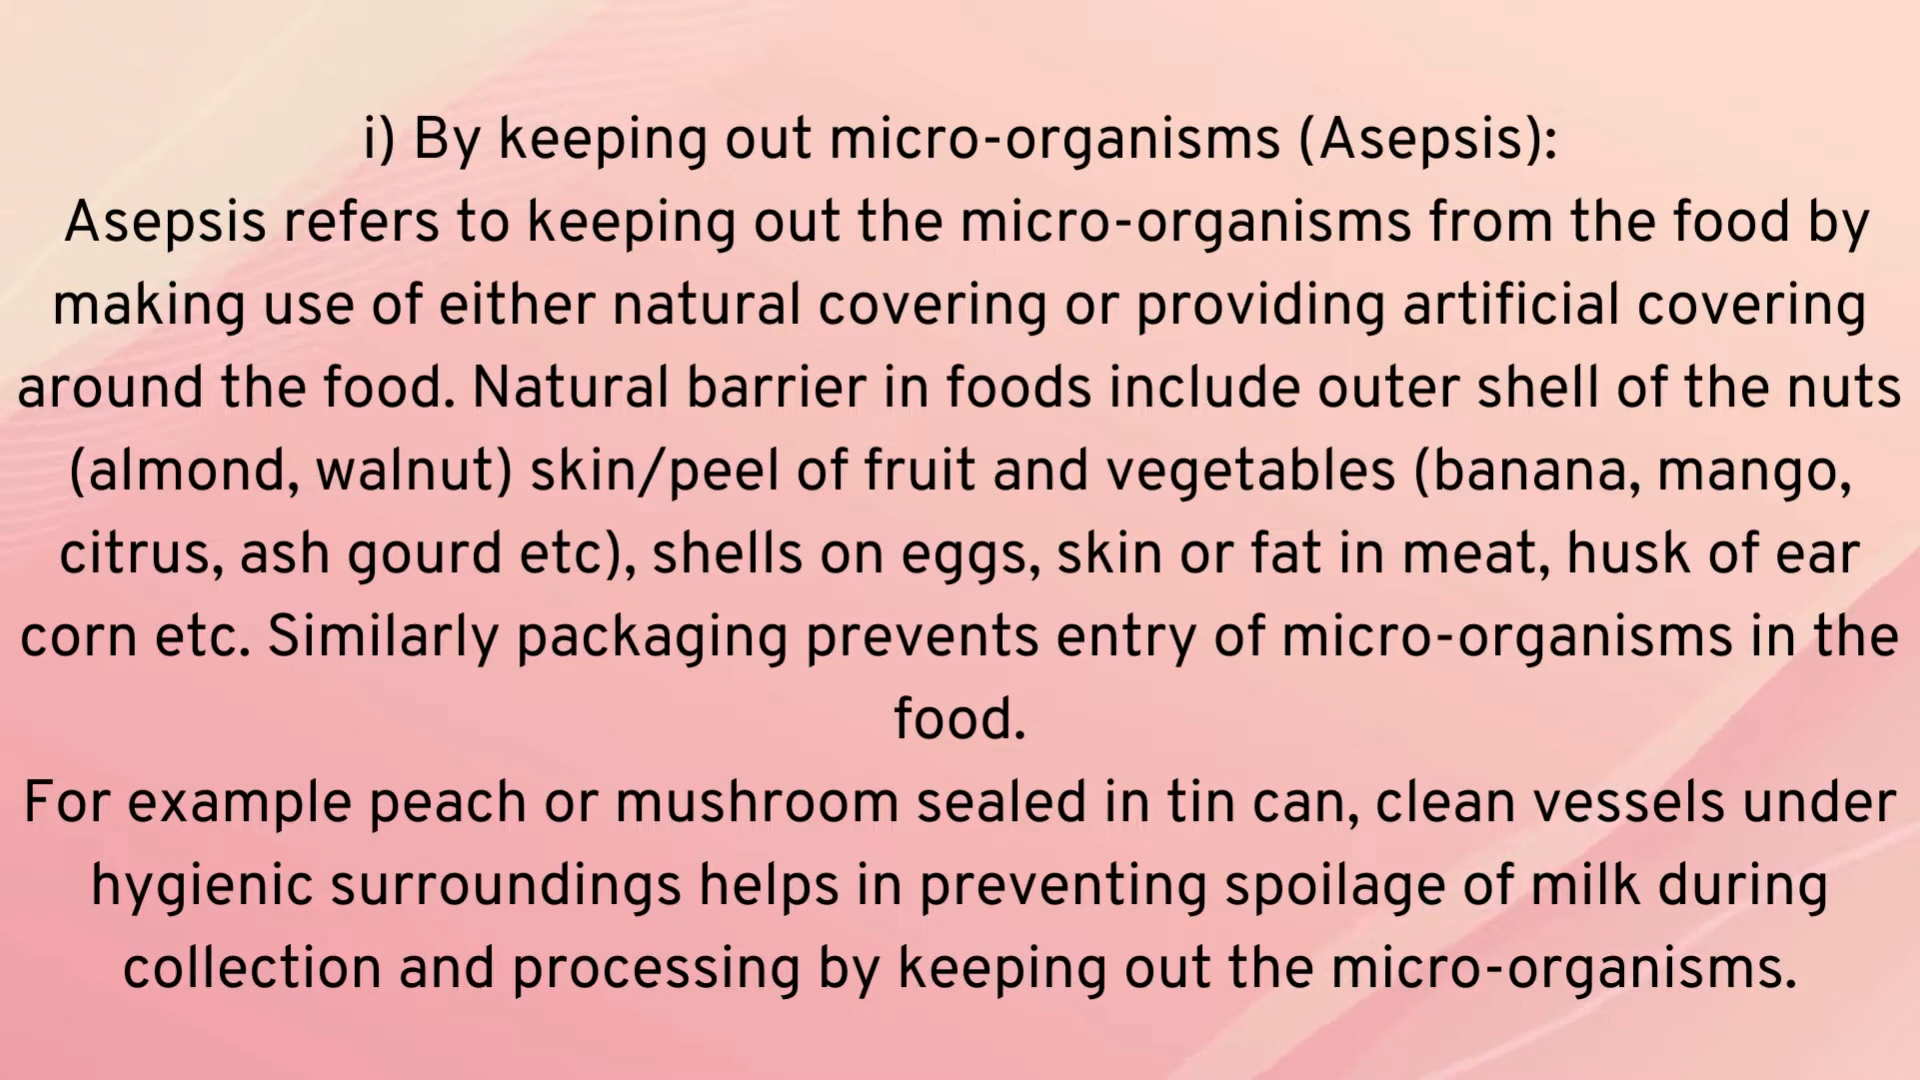 i) By keeping out micro-organisms (Asepsis):
Asepsis refers to keeping out the micro-organisms from the food by
making use of either natural covering or providing artificial covering
around the food. Natural barrier in foods include outer shell of the nuts
(almond, walnut) skin/peel of fruit and vegetables (banana, mango,
citrus, ash gourd etc), shells on eggs, skin or fat in meat, husk of ear
corn etc. Similarly packaging prevents entry of micro-organisms in the
food.
For example peach or mushroom sealed in tin can, clean vessels under
hygienic surroundings helps in preventing spoilage of milk during
collection and processing by keeping out the micro-organisms.